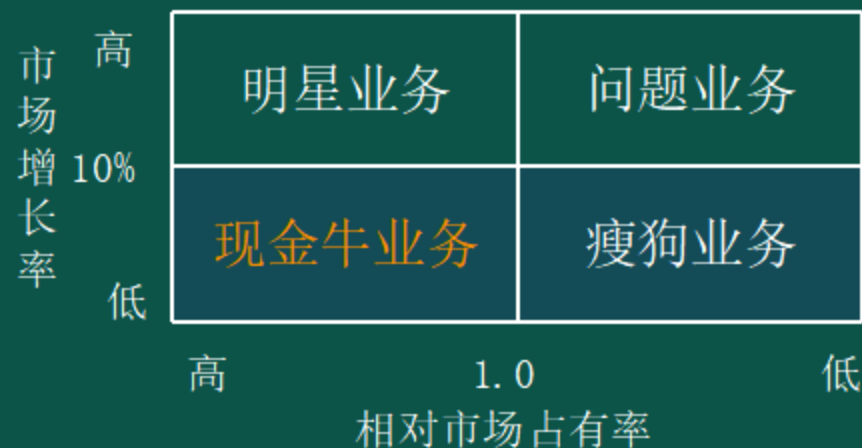 市场增长率
高
明星业务 问题业务
10%
现金牛业务 瘦狗业务
低
高 1.0 低
相对市场占有率